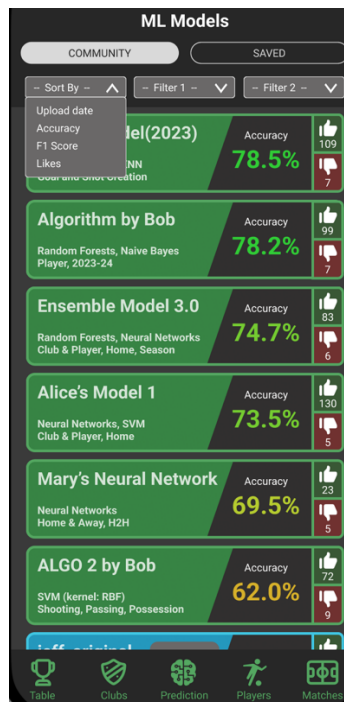 ML Models
COMMUNITY
SAVED
-- Sort By --
-- Filter 1 --
-- Filter 2 --
Upload date
Accuracy
F1 Score
Likes
(2023)
Goal and Shot Creation
Accuracy
78.5%
109
7
Algorithm by Bob
Random Forests, Naive Bayes
Player, 2023-24
Accuracy
78.2%
99
7
Ensemble Model 3.0
Random Forests, Neural Networks
Club & Player, Home, Season
Accuracy
74.7%
83
6
Alice's Model 1
Neural Networks, SVM
Club & Player, Home
Accuracy
73.5%
130
5
Mary's Neural Network
Neural Networks
Home & Away, H2H
Accuracy
69.5%
23
5
ALGO 2 by Bob
SVM (kernel: RBF)
Shooting, Passing, Possession
Accuracy
62.0%
72
9
Table
Clubs
Prediction
Players
Matches